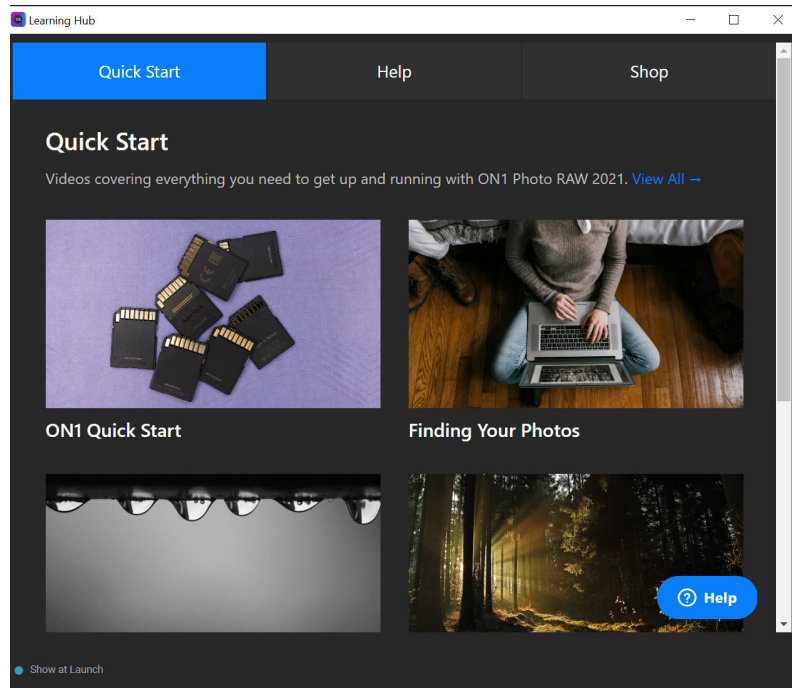 Learning Hub
Quick Start
Help
Shop
Quick Start
Videos covering everything you need to get up and running with ON1 Photo RAW 2021. View All →
ON1 Quick Start
Finding Your Photos
Help
Show at Launch